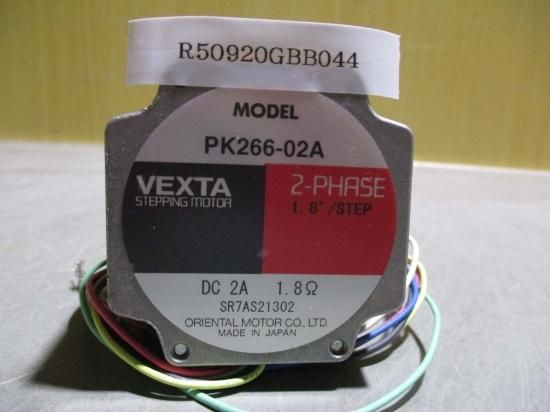 R50920GBB044
MODEL
PK266-02A
VEXTA
STEPPING MOTOR
2-PHASE
1.8°/STEP
DC 2A 1.8Ω
SR7AS21302
ORIENTAL MOTOR CO., LTD.
MADE IN JAPAN